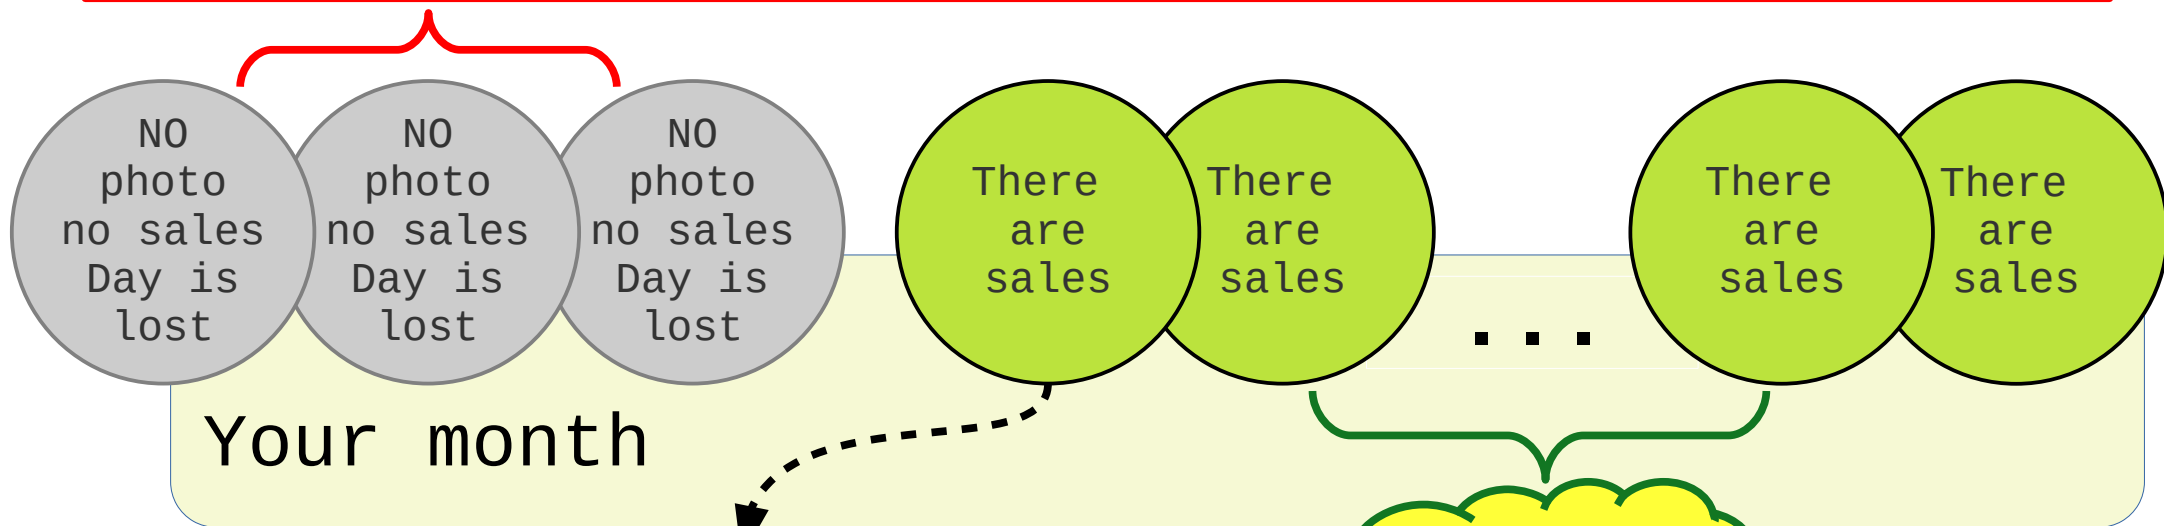 NO
photo
no sales
Day is
lost
NO
photo
no sales
Day is
lost
NO
photo
no sales
Day is
lost
There
are
sales
There
are
sales
...
There
are
sales
There
are
sales
Your month